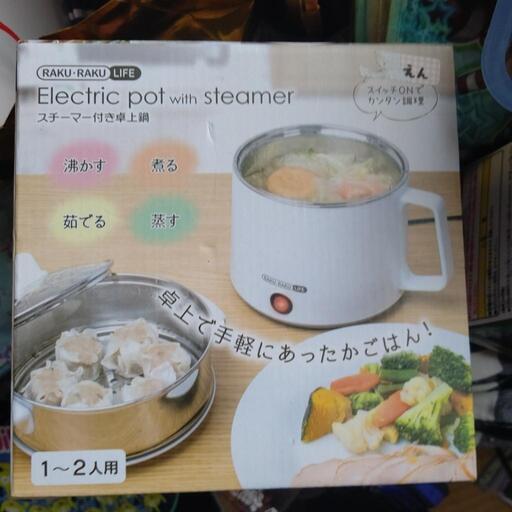 RAKU・RAKU LIFE
Electric pot with steamer
スチーマー付き卓上鍋
えん
スイッチONで
カンタン調理
沸かす
煮る
茹でる
蒸す
RAKU・RAKU LIFE
卓上で手軽にあったかごはん!
1～2人用